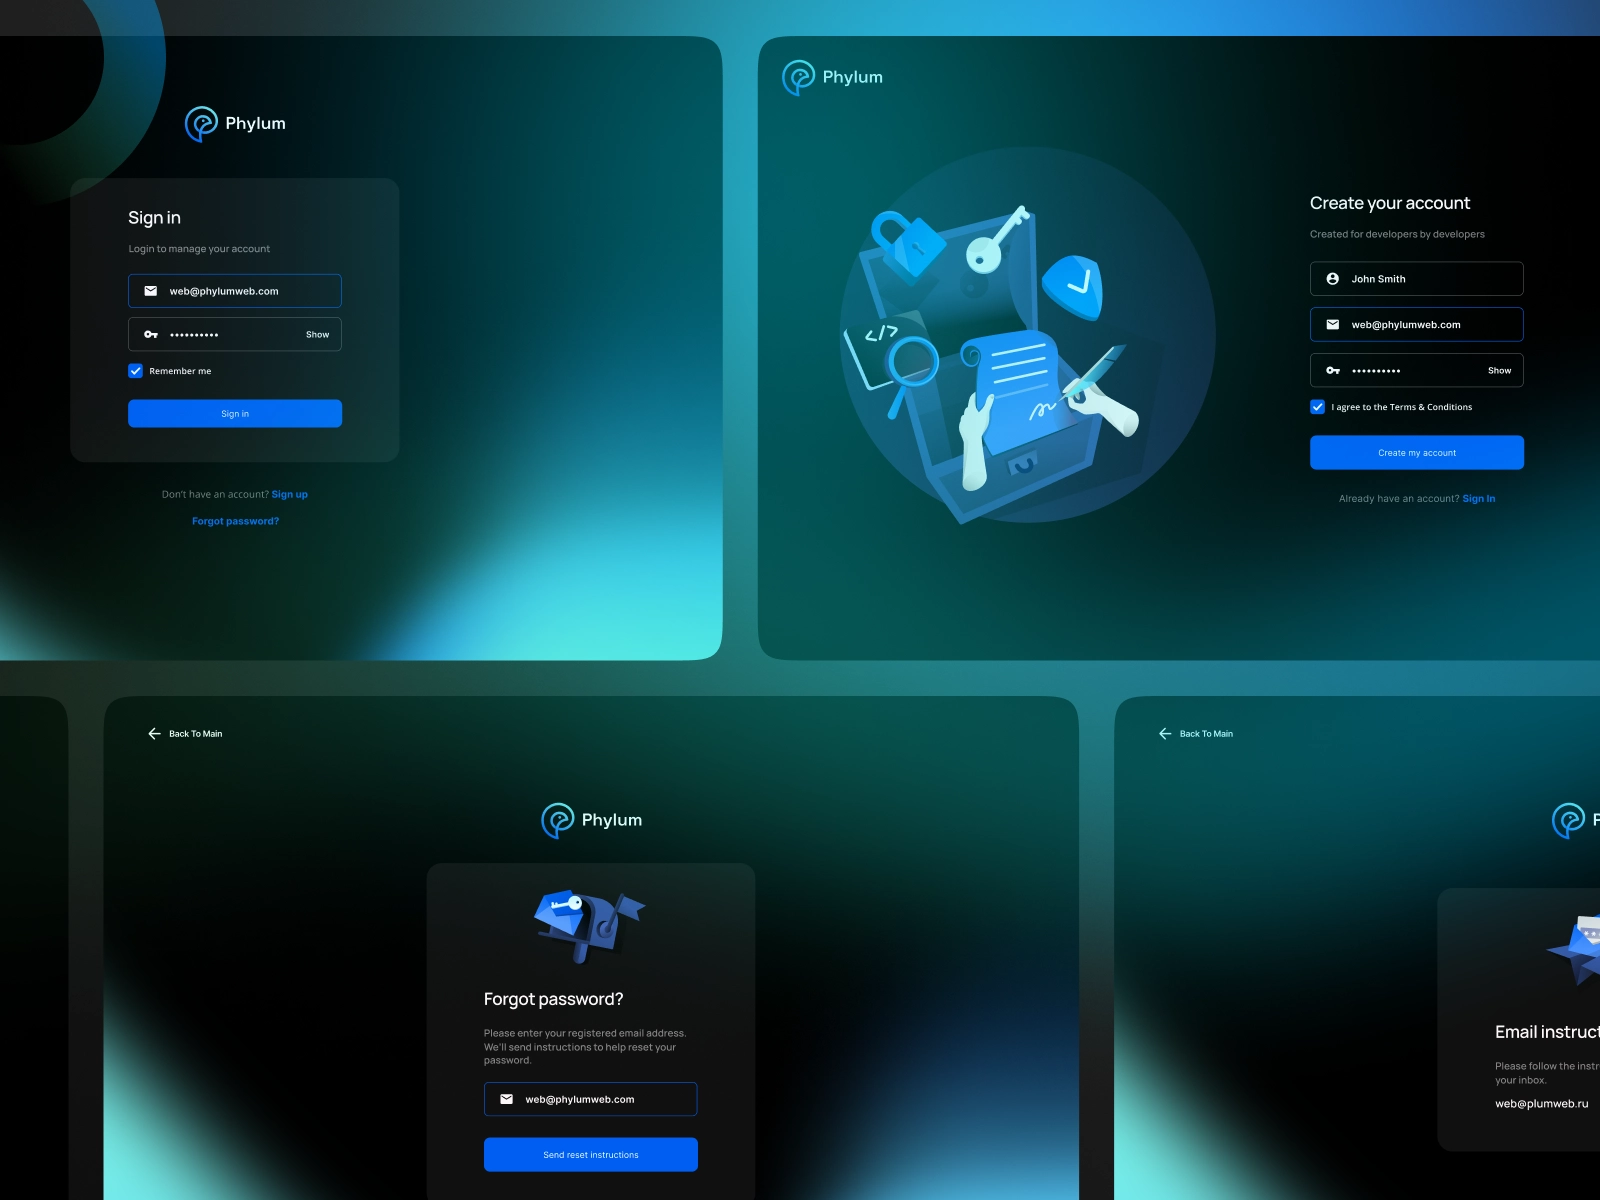 Phylum
Sign in
Login to manage your account
web@phylumweb.com
•••••••••• Show
Remember me
Sign in
Don't have an account? Sign up
Forgot password?
Phylum
</>
Create your account
Created for developers by developers
John Smith
web@phylumweb.com
•••••••••• Show
I agree to the Terms & Conditions
Create my account
Already have an account? Sign In
Back To Main
Phylum
Forgot password?
Please enter your registered email address.
We'll send instructions to help reset your
password.
web@phylumweb.com
Send reset instructions
Back To Main
Email
Please follow the
your inbox.
web@plumweb.ru